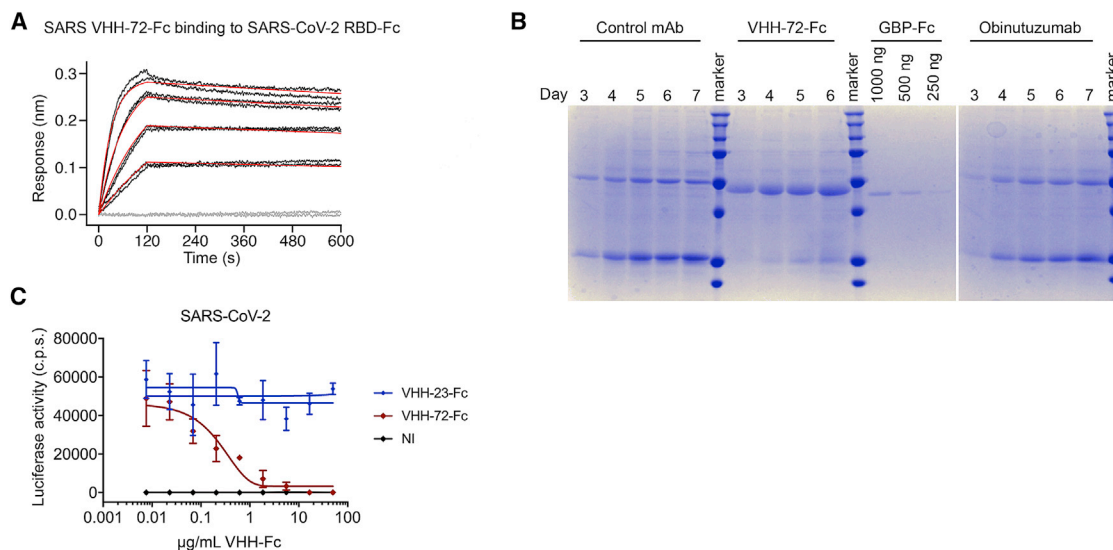 A
SARS VHH-72-Fc binding to SARS-CoV-2 RBD-Fc
Response (nm)
0.3
0.2
0.1
0.0
0 120 240 360 480 600
Time (s)
B
Control mAb VHH-72-Fc GBP-Fc Obinutuzumab
marker marker 1000 ng 500 ng 250 ng marker
Day 3 4 5 6 7 3 4 5 6 3 4 5 6 7
C
SARS-CoV-2
Luciferase activity (c.p.s.)
80000
60000
40000
20000
0
0.001 0.01 0.1 1 10 100
µg/mL VHH-Fc
VHH-23-Fc
VHH-72-Fc
NI